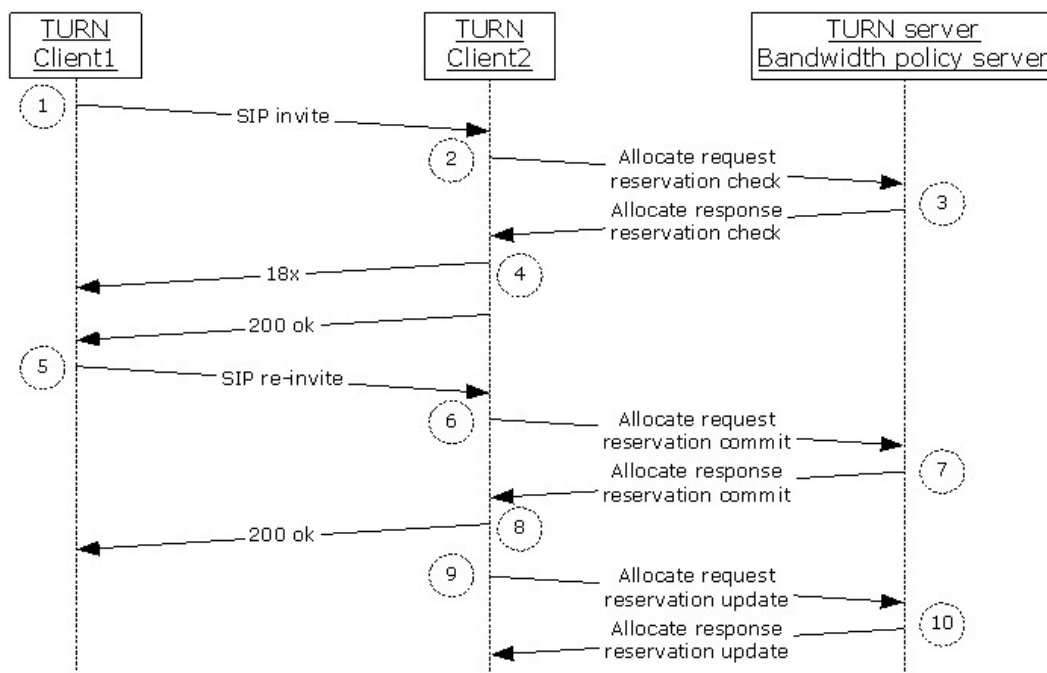 TURN
Client1
TURN
Client2
TURN server
Bandwidth policy server
1
SIP invite
2
Allocate request
reservation check
3
Allocate response
reservation check
4
18x
200 ok
5
SIP re-invite
6
Allocate request
reservation commit
7
Allocate response
reservation commit
8
200 ok
9
Allocate request
reservation update
10
Allocate response
reservation update